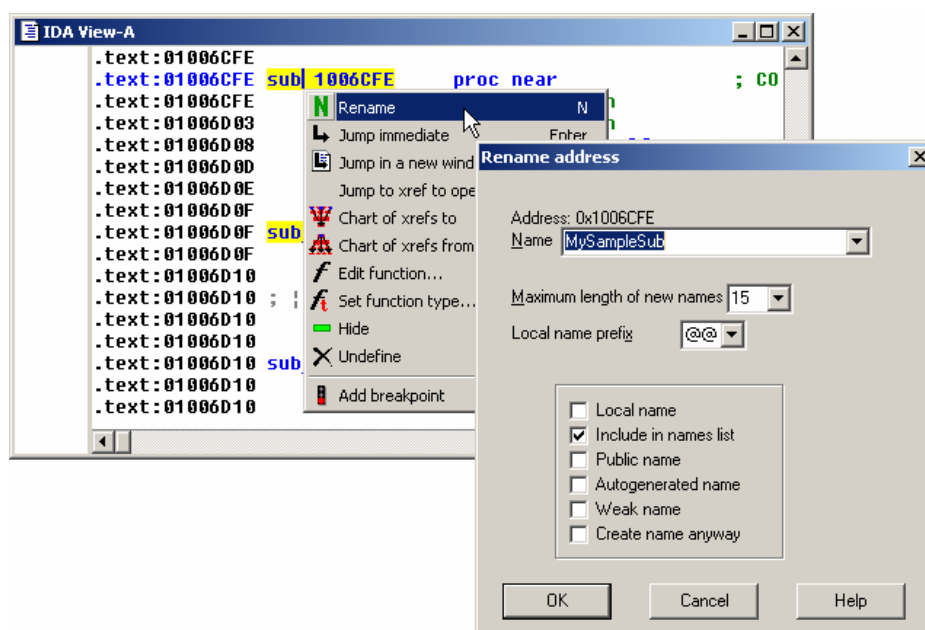 IDA View-A
.text:01006CFE
.text:01006CFE sub_1006CFE proc near ; CO
.text:01006CFE
.text:01006D03
.text:01006D08
.text:01006D0D
.text:01006D0E
.text:01006D0F
.text:01006D0F sub_
.text:01006D0F
.text:01006D10
.text:01006D10 ; ¦
.text:01006D10
.text:01006D10
.text:01006D10 sub_
.text:01006D10
.text:01006D10
Rename N
Jump immediate Enter
Jump in a new wind
Jump to xref to ope
Chart of xrefs to
Chart of xrefs from
Edit function...
Set function type...
Hide
Undefine
Add breakpoint
Rename address
Address: 0x1006CFE
Name MySampleSub
Maximum length of new names 15
Local name prefix @@
Local name
Include in names list
Public name
Autogenerated name
Weak name
Create name anyway
OK Cancel Help